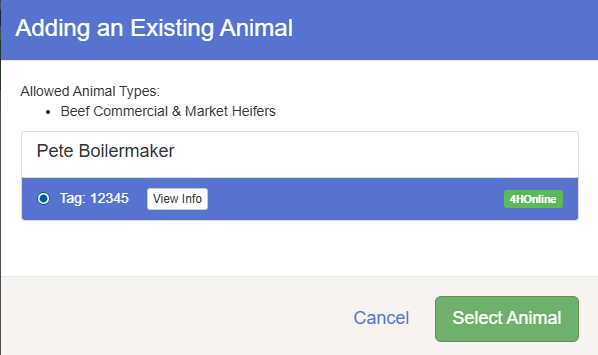 Adding an Existing Animal
Allowed Animal Types:
• Beef Commercial & Market Heifers
Pete Boilermaker
Tag: 12345 View Info 4HOnline
Cancel Select Animal